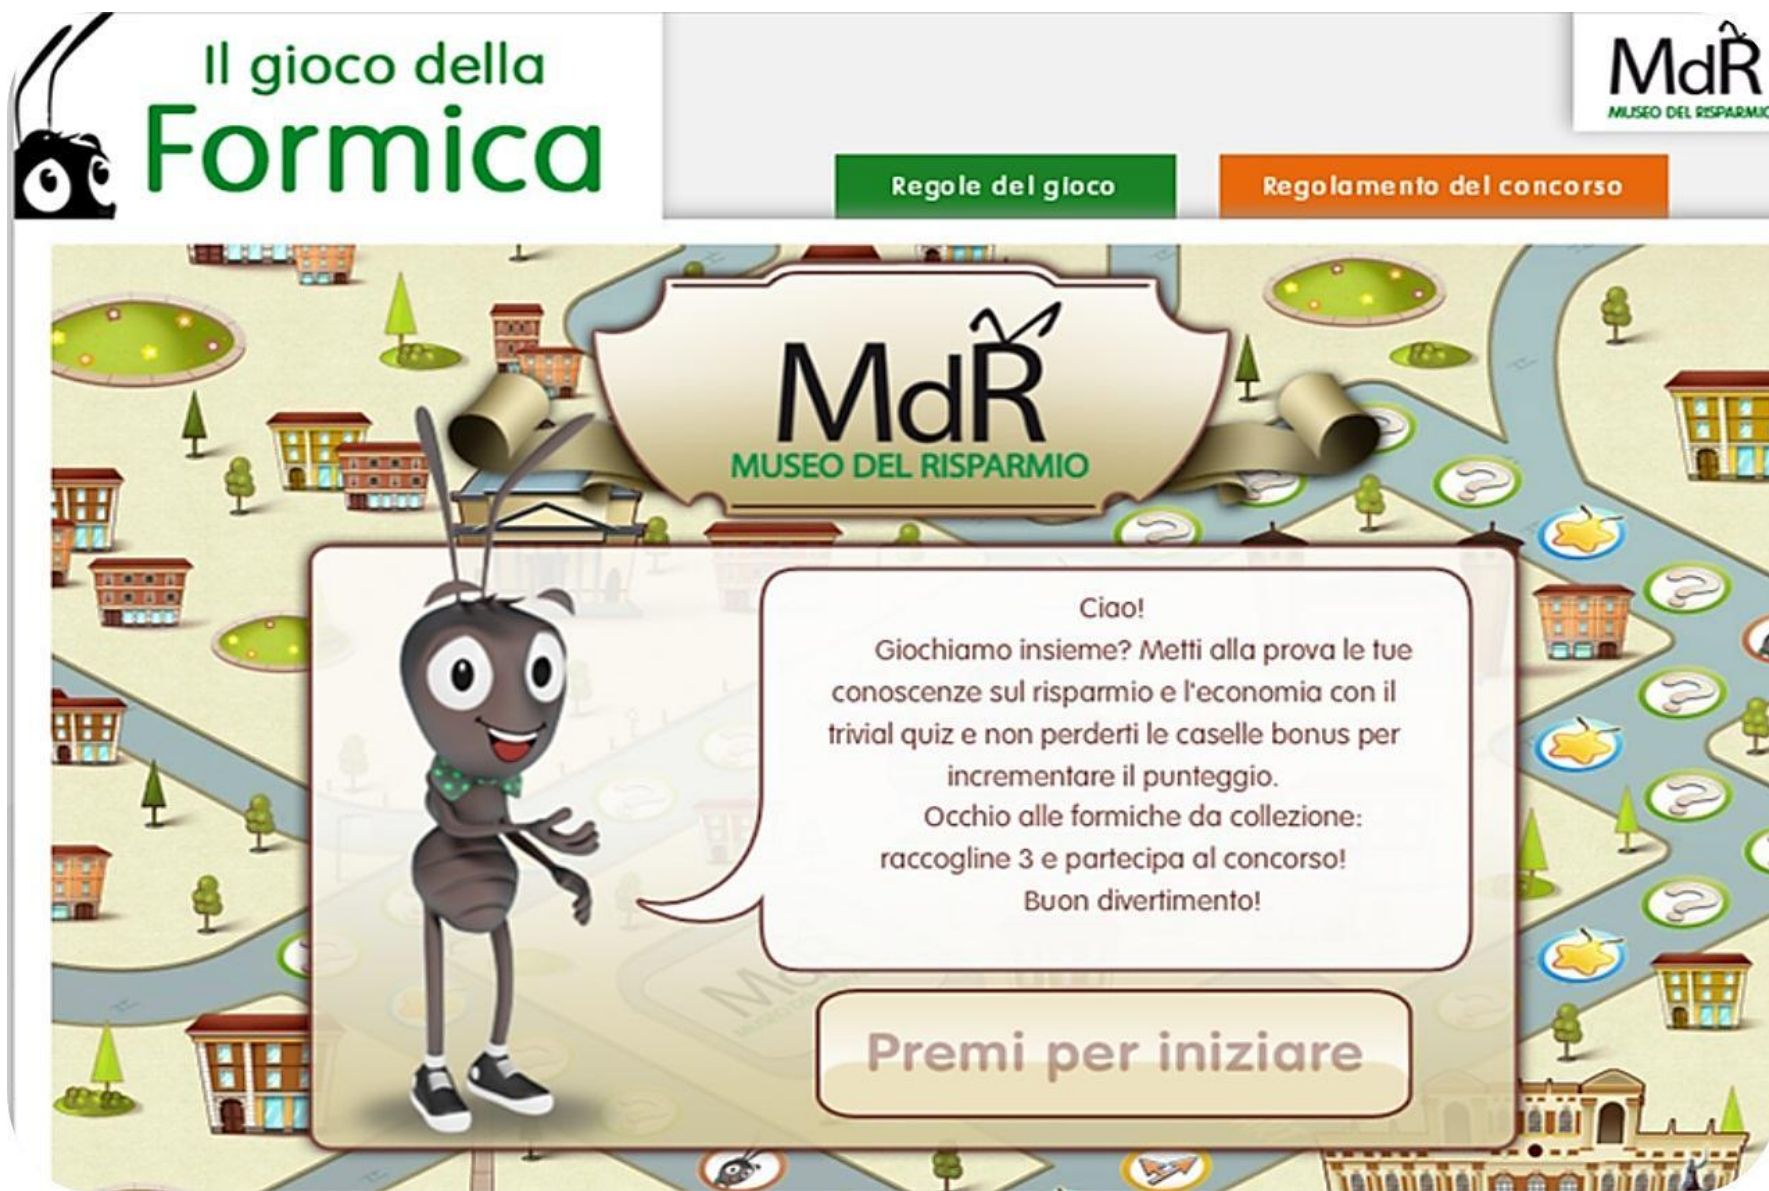 Il gioco della
Formica
MdR
MUSEO DEL RISPARMIO
Regole del gioco
Regolamento del concorso
MdR
MUSEO DEL RISPARMIO
Ciao!
Giochiamo insieme? Metti alla prova le tue
conoscenze sul risparmio e l'economia con il
trivial quiz e non perderti le caselle bonus per
incrementare il punteggio.
Occhio alle formiche da collezione:
raccogline 3 e partecipa al concorso!
Buon divertimento!
Premi per iniziare